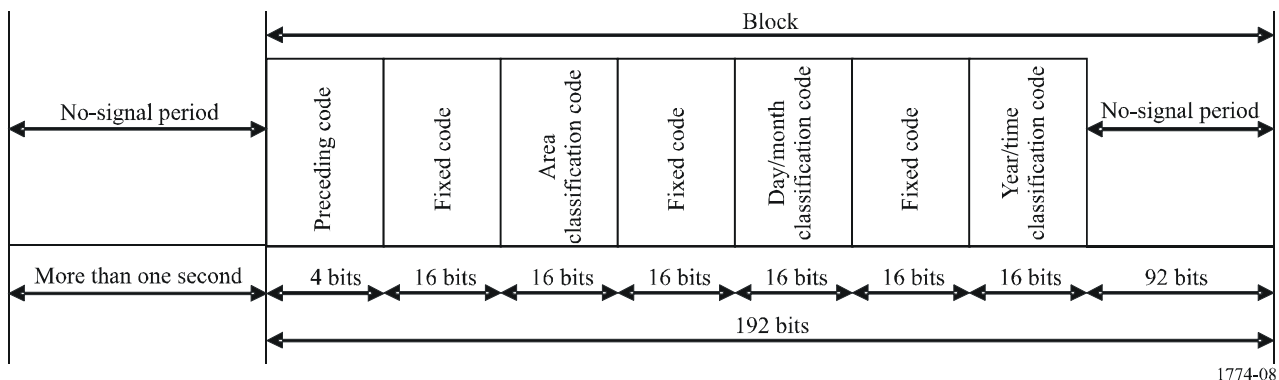 Block
No-signal period
Preceding code
Fixed code
Area
classification code
Fixed code
Day/month
classification code
Fixed code
Year/time
classification code
No-signal period
More than one second
4 bits
16 bits
16 bits
16 bits
16 bits
16 bits
16 bits
92 bits
192 bits
1774-08